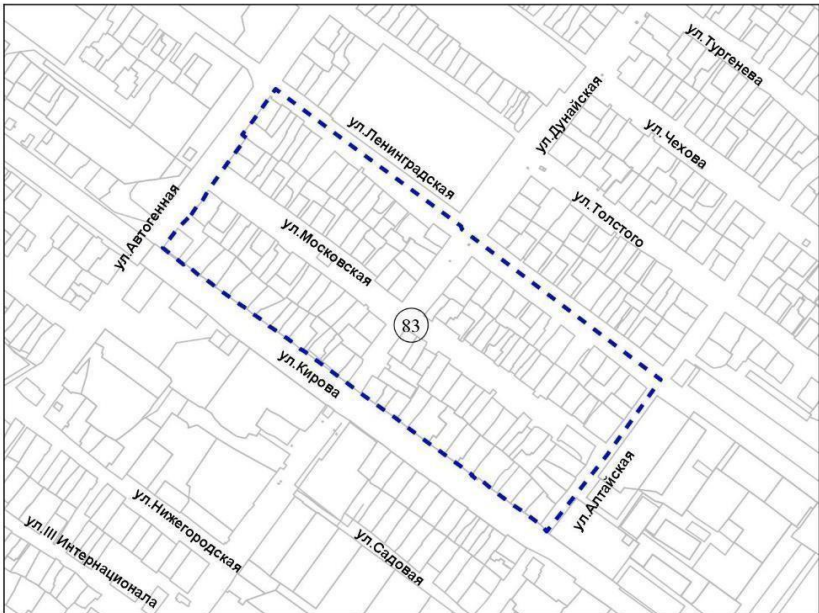 ул.Тургенева
ул.Дунайская
ул.Чехова
ул.Ленинградская
ул.Толстого
ул.Автогенная
ул.Московская
83
ул.Кирова
ул.Алтайская
ул.Нижегородская
ул.Садовая
ул.III Интернационала